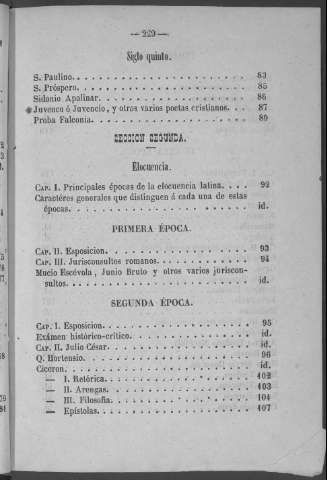 — 229 —
Siglo quinto.
S. Paulino. . . . . . . . . . . . . . . . . . . . 83
S. Próspero. . . . . . . . . . . . . . . . . . . 85
Sidonio Apolinar. . . . . . . . . . . . . . . . 86
Juvenco ó Juvencio, y otros varios poetas cristianos. . . 87
Proba Falconia. . . . . . . . . . . . . . . . . 89
SECCION SEGUNDA.
Elocuencia.
CAP. I. Principales épocas de la elocuencia latina. . . . 92
Caractéres generales que distinguen á cada una de estas
épocas. . . . . . . . . . . . . . . . . . . . id.
PRIMERA ÉPOCA.
CAP. II. Esposicion. . . . . . . . . . . . . . . 93
CAP. III. Jurisconsultos romanos. . . . . . . . . 94
Mucio Escévola, Junio Bruto y otros varios juriscon-
sultos. . . . . . . . . . . . . . . . . . . . id.
SEGUNDA ÉPOCA.
CAP. I. Esposicion. . . . . . . . . . . . . . . 95
Exámen histórico-crítico. . . . . . . . . . . . . id.
CAP. II. Julio César. . . . . . . . . . . . . . . id.
Q. Hortensio. . . . . . . . . . . . . . . . . . 96
Ciceron. . . . . . . . . . . . . . . . . . . . id.
— I. Retórica. . . . . . . . . . . . . . . . 102
— II. Arengas. . . . . . . . . . . . . . . . 103
— III. Filosofía. . . . . . . . . . . . . . . 104
— Epístolas. . . . . . . . . . . . . . . . . 107